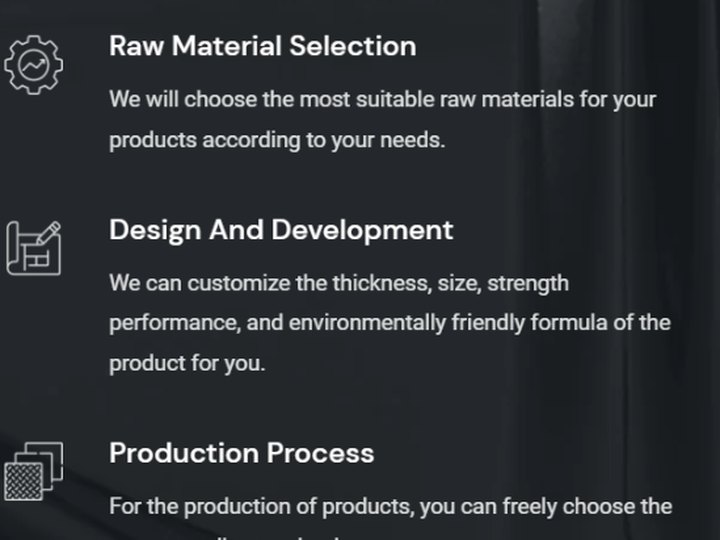 Raw Material Selection
We will choose the most suitable raw materials for your
products according to your needs.
Design And Development
We can customize the thickness, size, strength
performance, and environmentally friendly formula of the
product for you.
Production Process
For the production of products, you can freely choose the